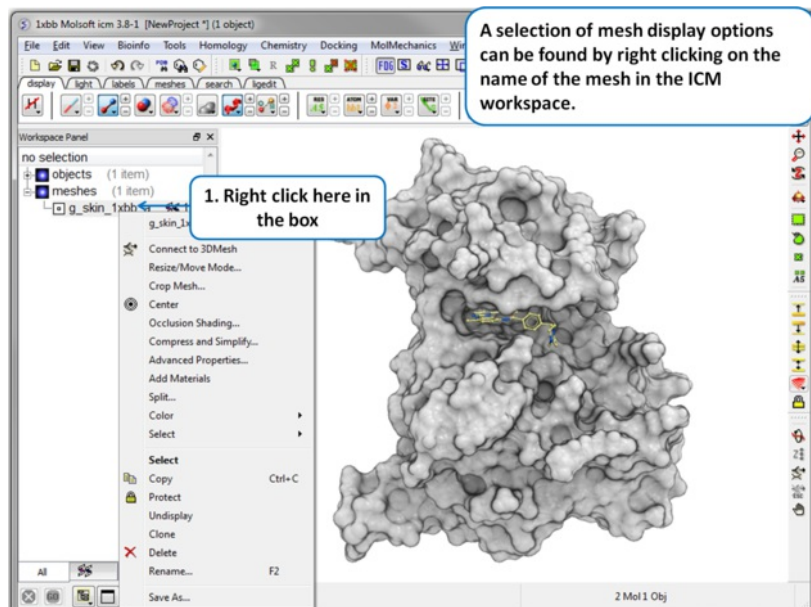 1xbb Molsoft icm 3.8-1 [NewProject *] (1 object)
A selection of mesh display options
can be found by right clicking on the
name of the mesh in the ICM
workspace.
File Edit View Bioinfo Tools Homology Chemistry Docking MolMechanics
display light labels meshes search ligedit
Workspace Panel
no selection
objects (1 item)
meshes (1 item)
g_skin_1xbb
1. Right click here in
the box
Connect to 3DMesh
Resize/Move Mode...
Crop Mesh...
Center
Occlusion Shading...
Compress and Simplify...
Advanced Properties...
Add Materials
Split...
Color
Select
Select
Copy Ctrl+C
Protect
Undisplay
Clone
Delete
Rename... F2
Save As...
All
2 Mol 1 Obj